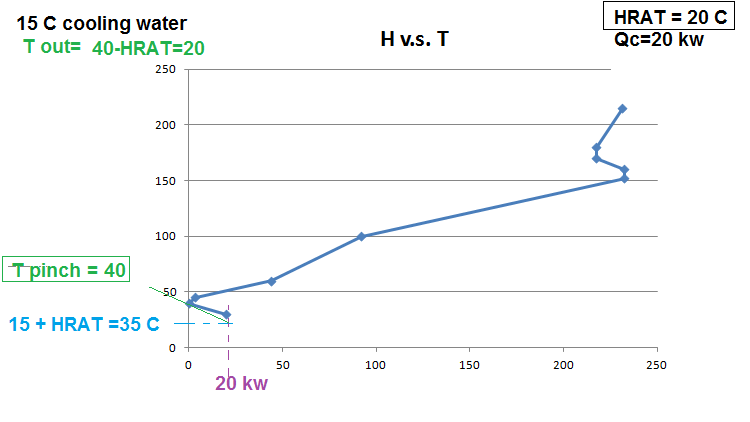 15 C cooling water
T out= 40-HRAT=20
HRAT = 20 C
Qc=20 kw
H v.s. T
250
200
150
100
50
0
T pinch = 40
15 + HRAT =35 C
0
50
100
150
200
250
20 kw